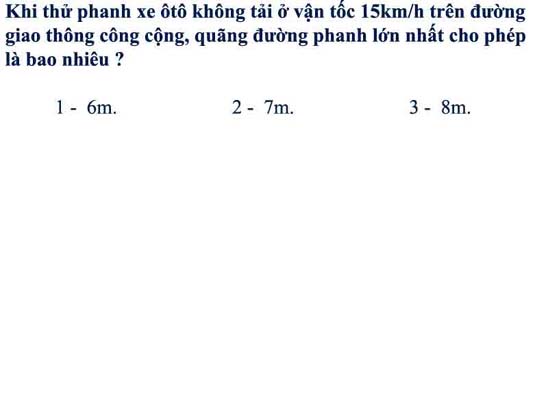 Khi thử phanh xe ôtô không tải ở vận tốc 15km/h trên đường
giao thông công cộng, quãng đường phanh lớn nhất cho phép
là bao nhiêu ?
1 - 6m. 2 - 7m. 3 - 8m.